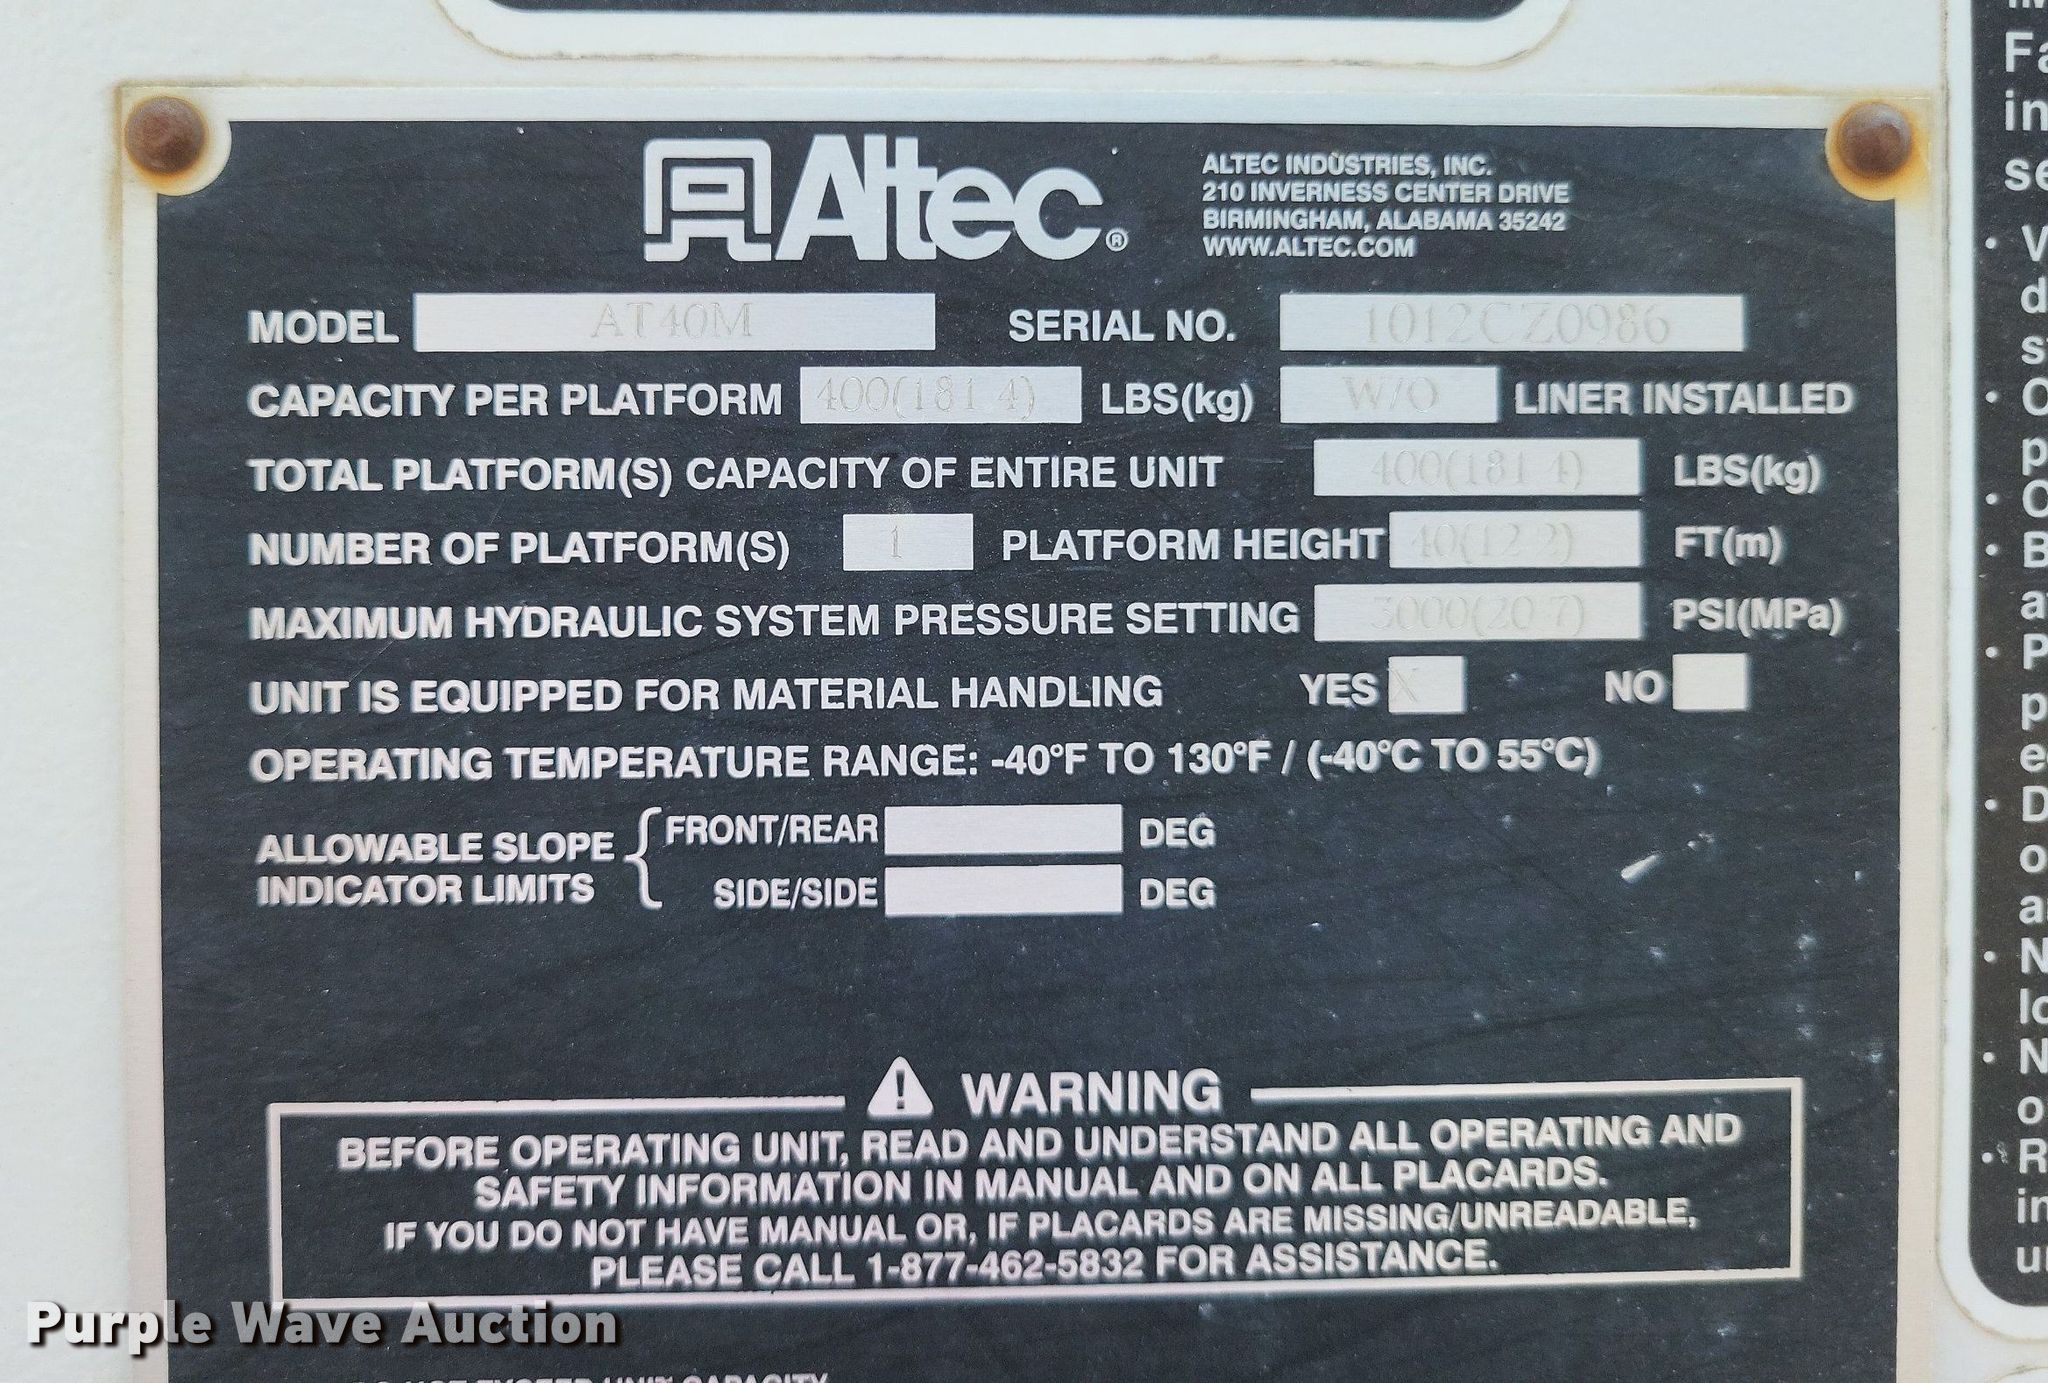 Altec®
ALTEC INDUSTRIES, INC.
210 INVERNESS CENTER DRIVE
BIRMINGHAM, ALABAMA 35242
WWW.ALTEC.COM
MODEL AT40M SERIAL NO. 1012CZ0986
CAPACITY PER PLATFORM 400(181.4) LBS(kg) W/O LINER INSTALLED
TOTAL PLATFORM(S) CAPACITY OF ENTIRE UNIT 400(181.4) LBS(kg)
NUMBER OF PLATFORM(S) 1 PLATFORM HEIGHT 40(12.2) FT(m)
MAXIMUM HYDRAULIC SYSTEM PRESSURE SETTING 3000(20.7) PSI(MPa)
UNIT IS EQUIPPED FOR MATERIAL HANDLING YES X NO
OPERATING TEMPERATURE RANGE: -40°F TO 130°F / (-40°C TO 55°C)
ALLOWABLE SLOPE INDICATOR LIMITS
FRONT/REAR DEG
SIDE/SIDE DEG
WARNING
BEFORE OPERATING UNIT, READ AND UNDERSTAND ALL OPERATING AND
SAFETY INFORMATION IN MANUAL AND ON ALL PLACARDS.
IF YOU DO NOT HAVE MANUAL OR, IF PLACARDS ARE MISSING/UNREADABLE,
PLEASE CALL 1-877-462-5832 FOR ASSISTANCE.
Purple Wave Auction